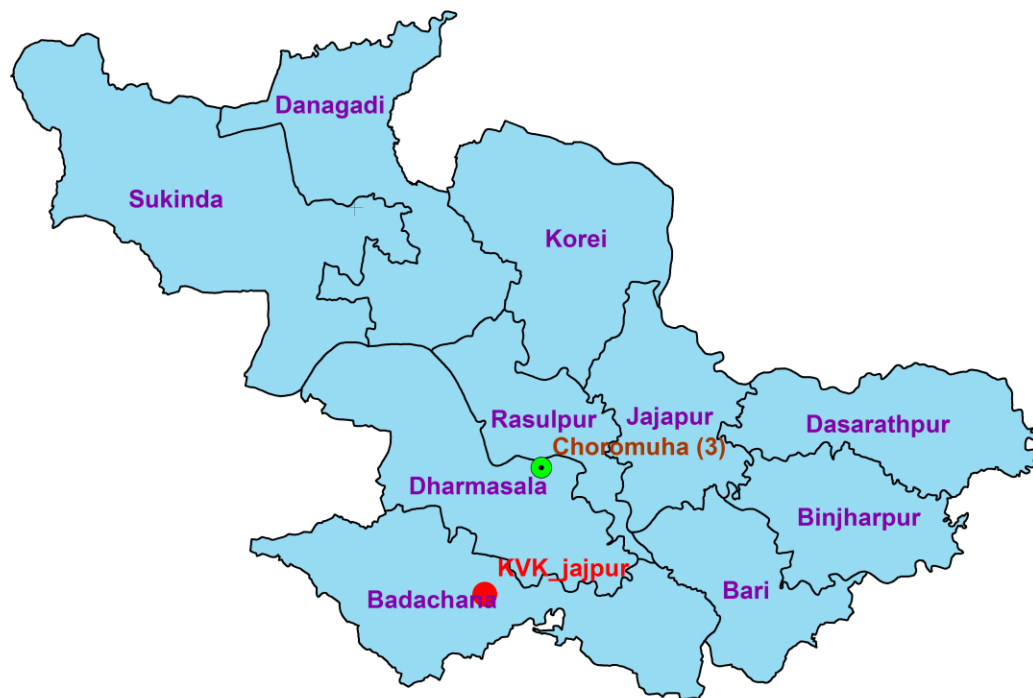 Danagadi
Sukinda
Korei
Rasulpur
Jajapur
Dasarathpur
Choromuha (3)
Dharmasala
Binjharpur
KVK_jajpur
Badachana
Bari